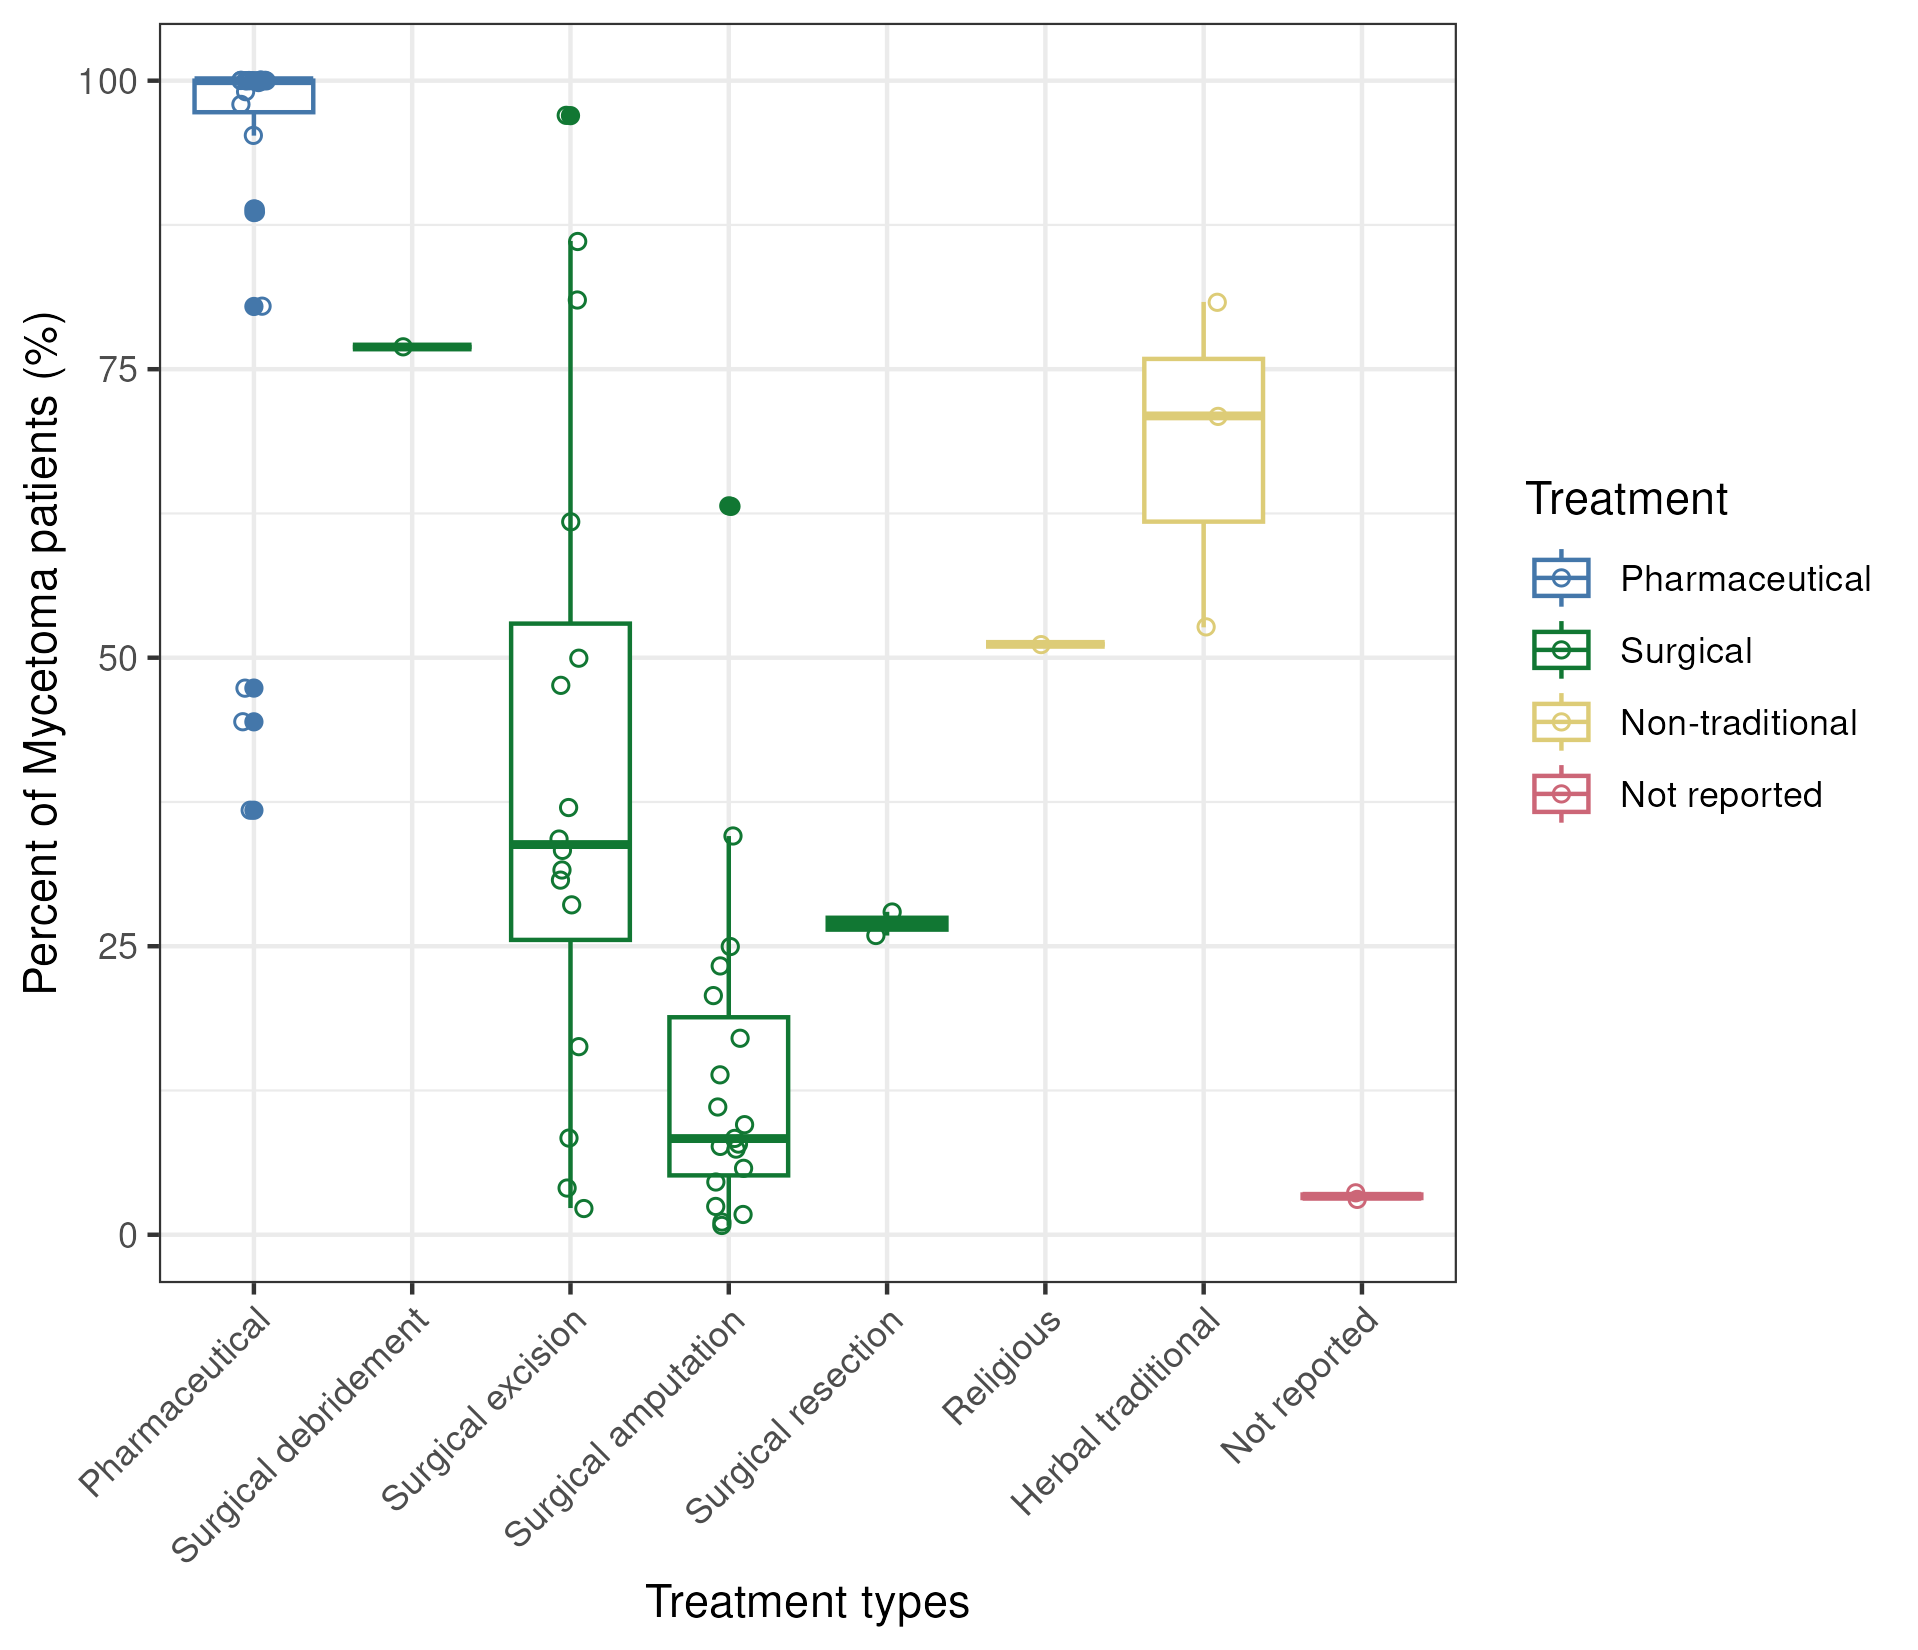 Percent of Mycetoma patients (%)
100
75
50
25
0
Pharmaceutical
Surgical debridement
Surgical excision
Surgical amputation
Surgical resection
Religious
Herbal traditional
Not reported
Treatment types
Treatment
Pharmaceutical
Surgical
Non-traditional
Not reported